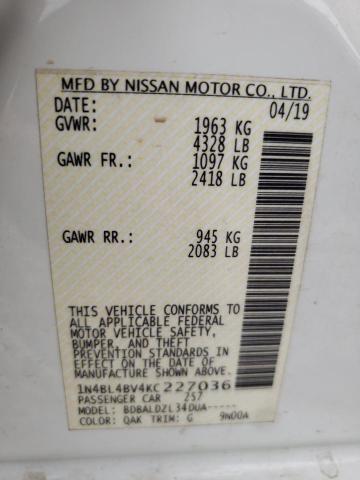 MFD BY NISSAN MOTOR CO., LTD.
DATE: 04/19
GVWR: 1963 KG
4328 LB
GAWR FR.: 1097 KG
2418 LB
GAWR RR.: 945 KG
2083 LB
THIS VEHICLE CONFORMS TO
ALL APPLICABLE FEDERAL
MOTOR VEHICLE SAFETY,
BUMPER, AND THEFT
PREVENTION STANDARDS
IN EFFECT ON THE DATE
OF MANUFACTURE SHOWN
ABOVE.
1N4BL4BV4KC227036
PASSENGER CAR 257
MODEL: BDBALDZL34DUA-----
COLOR: QAK TRIM: G 9N00A